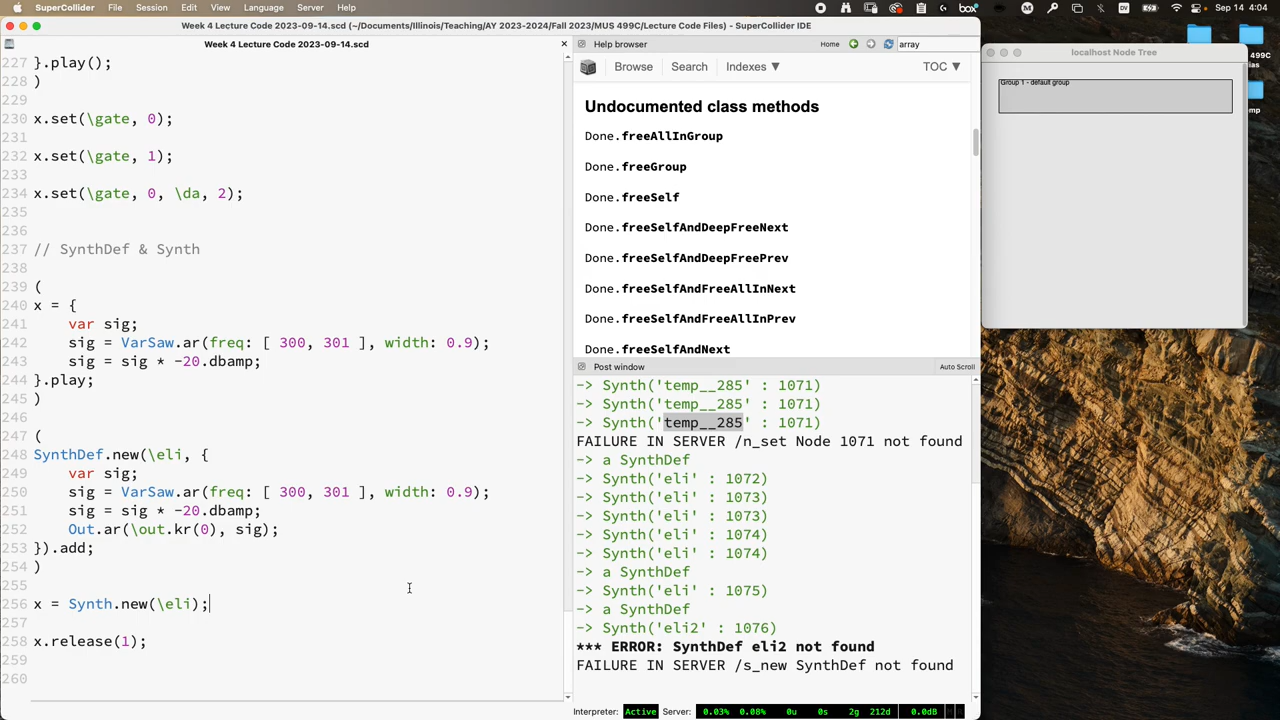 SuperCollider File Session Edit View Language Server Help Sep 14 4:04
Week 4 Lecture Code 2023-09-14.scd (~/Documents/Illinois/Teaching/AY 2023-2024/Fall 2023/MUS 499C/Lecture Code Files) - SuperCollider IDE
Week 4 Lecture Code 2023-09-14.scd
227 }.play();
228 )
229
230 x.set(\gate, 0);
231
232 x.set(\gate, 1);
233
234 x.set(\gate, 0, \da, 2);
235
236
237 // SynthDef & Synth
238
239 (
240 x = {
241 var sig;
242 sig = VarSaw.ar(freq: [ 300, 301 ], width: 0.9);
243 sig = sig * -20.dbamp;
244 }.play;
245 )
246
247 (
248 SynthDef.new(\eli, {
249 var sig;
250 sig = VarSaw.ar(freq: [ 300, 301 ], width: 0.9);
251 sig = sig * -20.dbamp;
252 Out.ar(\out.kr(0), sig);
253 }).add;
254 )
255
256 x = Synth.new(\eli);
257
258 x.release(1);
259
260
Help browser Home array
Browse Search Indexes ▼ TOC ▼
Undocumented class methods
Done.freeAllInGroup
Done.freeGroup
Done.freeSelf
Done.freeSelfAndDeepFreeNext
Done.freeSelfAndDeepFreePrev
Done.freeSelfAndFreeAllInNext
Done.freeSelfAndFreeAllInPrev
Done.freeSelfAndNext
Post window Auto Scroll
-> Synth('temp__285' : 1071)
-> Synth('temp__285' : 1071)
-> Synth('temp__285' : 1071)
FAILURE IN SERVER /n_set Node 1071 not found
-> a SynthDef
-> Synth('eli' : 1072)
-> Synth('eli' : 1073)
-> Synth('eli' : 1073)
-> Synth('eli' : 1074)
-> Synth('eli' : 1074)
-> a SynthDef
-> Synth('eli' : 1075)
-> a SynthDef
-> Synth('eli2' : 1076)
*** ERROR: SynthDef eli2 not found
FAILURE IN SERVER /s_new SynthDef not found
Interpreter: Active Server: 0.03% 0.08% 0u 0s 2g 212d 0.0dB
localhost Node Tree
Group 1 - default group